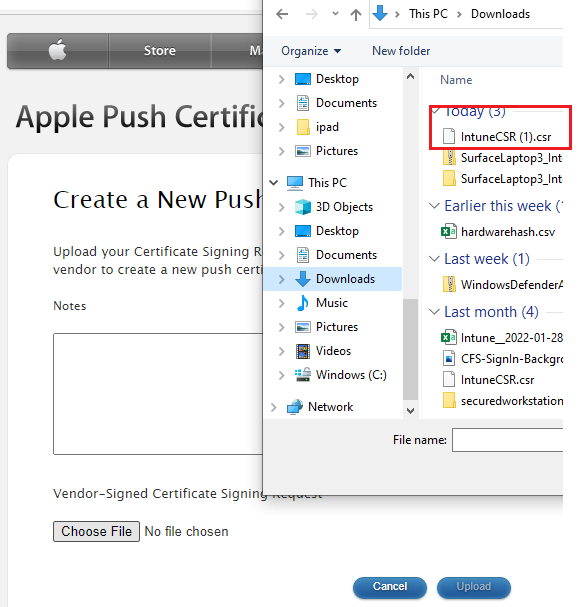 Store
Ma
Apple Push Certific
Create a New Push
Upload your Certificate Signing R
vendor to create a new push certi
Notes
Vendor-Signed Certificate Signing Request
Choose File No file chosen
Cancel
Upload
This PC
Downloads
Organize
New folder
Desktop
Documents
ipad
Pictures
This PC
3D Objects
Desktop
Documents
Downloads
Music
Pictures
Videos
Windows (C:)
Network
Name
Today (3)
IntuneCSR (1).csr
SurfaceLaptop3_Inte
SurfaceLaptop3_Inte
Earlier this week (1
hardwarehash.csv
Last week (1)
WindowsDefenderA
Last month (4)
Intune__2022-01-28
CFS-SignIn-Backgro
IntuneCSR.csr
securedworkstation
File name: